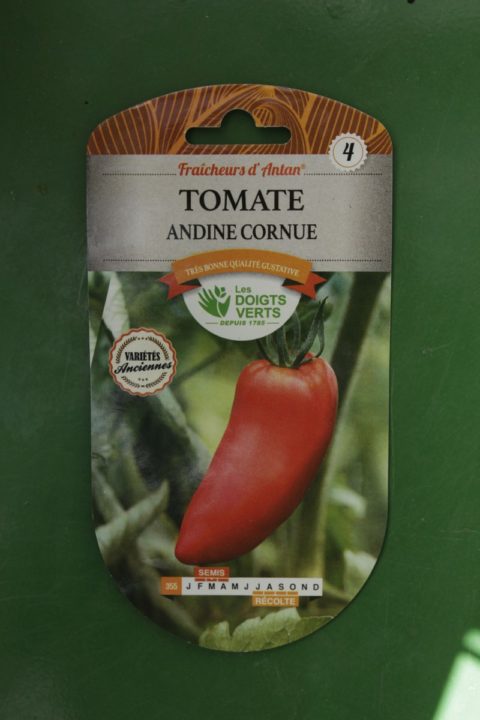 Fraîcheurs d'Antan®
4
TOMATE
ANDINE CORNUE
TRÈS BONNE QUALITÉ GUSTATIVE
Les
DOIGTS
VERTS
DEPUIS 1785
VARIÉTÉS
Anciennes
SEMIS
355 J F M A M J J A S O N D
RÉCOLTE